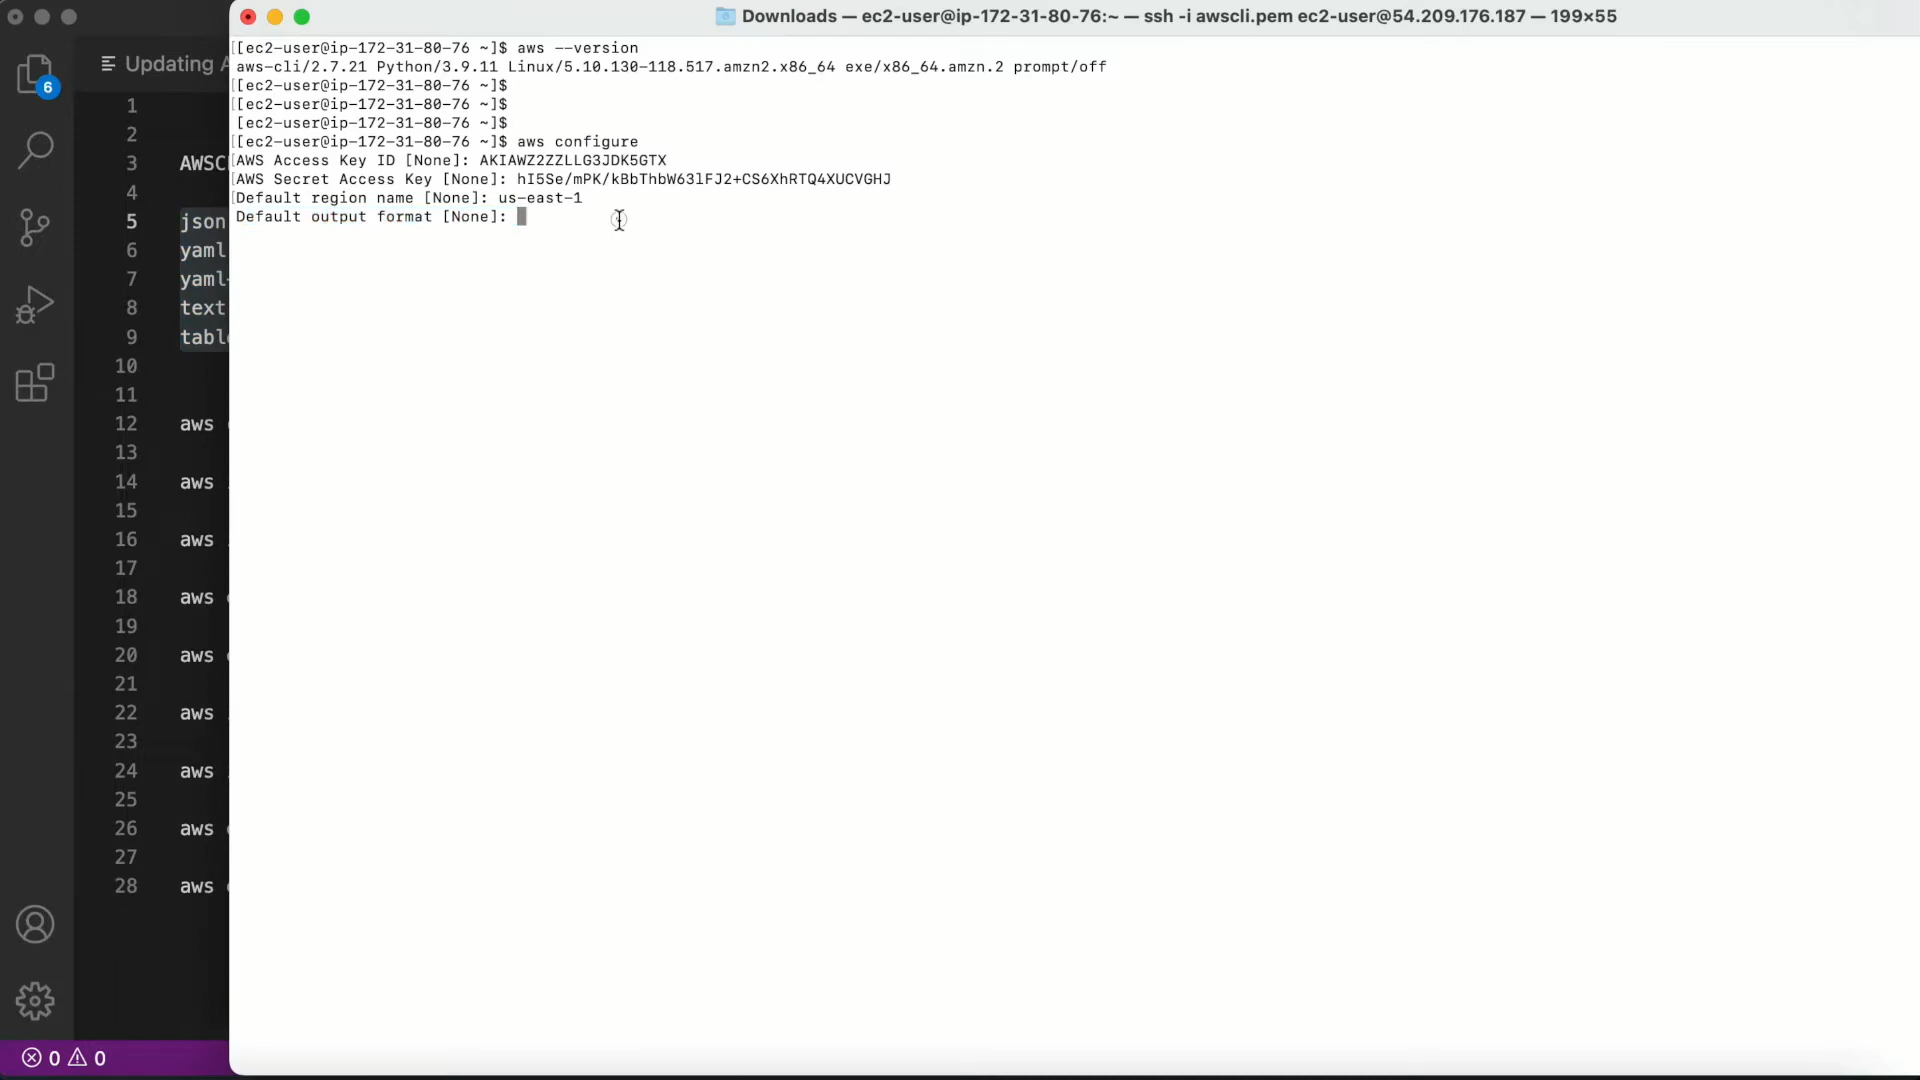 Downloads — ec2-user@ip-172-31-80-76:~ — ssh -i awscli.pem ec2-user@54.209.176.187 — 199×55
[[ec2-user@ip-172-31-80-76 ~]$ aws --version
aws-cli/2.7.21 Python/3.9.11 Linux/5.10.130-118.517.amzn2.x86_64 exe/x86_64.amzn.2 prompt/off
[[ec2-user@ip-172-31-80-76 ~]$
[[ec2-user@ip-172-31-80-76 ~]$
[ec2-user@ip-172-31-80-76 ~]$
[[ec2-user@ip-172-31-80-76 ~]$ aws configure
[AWS Access Key ID [None]: AKIAWZ2ZZLLG3JDK5GTX
[AWS Secret Access Key [None]: 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
[Default region name [None]: us-east-1
Default output format [None]:
6
Updating A
1
2
3 AWSC
4
5 json
6 yaml
7 yaml-
8 text
9 table
10
11
12 aws
13
14 aws
15
16 aws
17
18 aws
19
20 aws
21
22 aws
23
24 aws
25
26 aws
27
28 aws
0 0